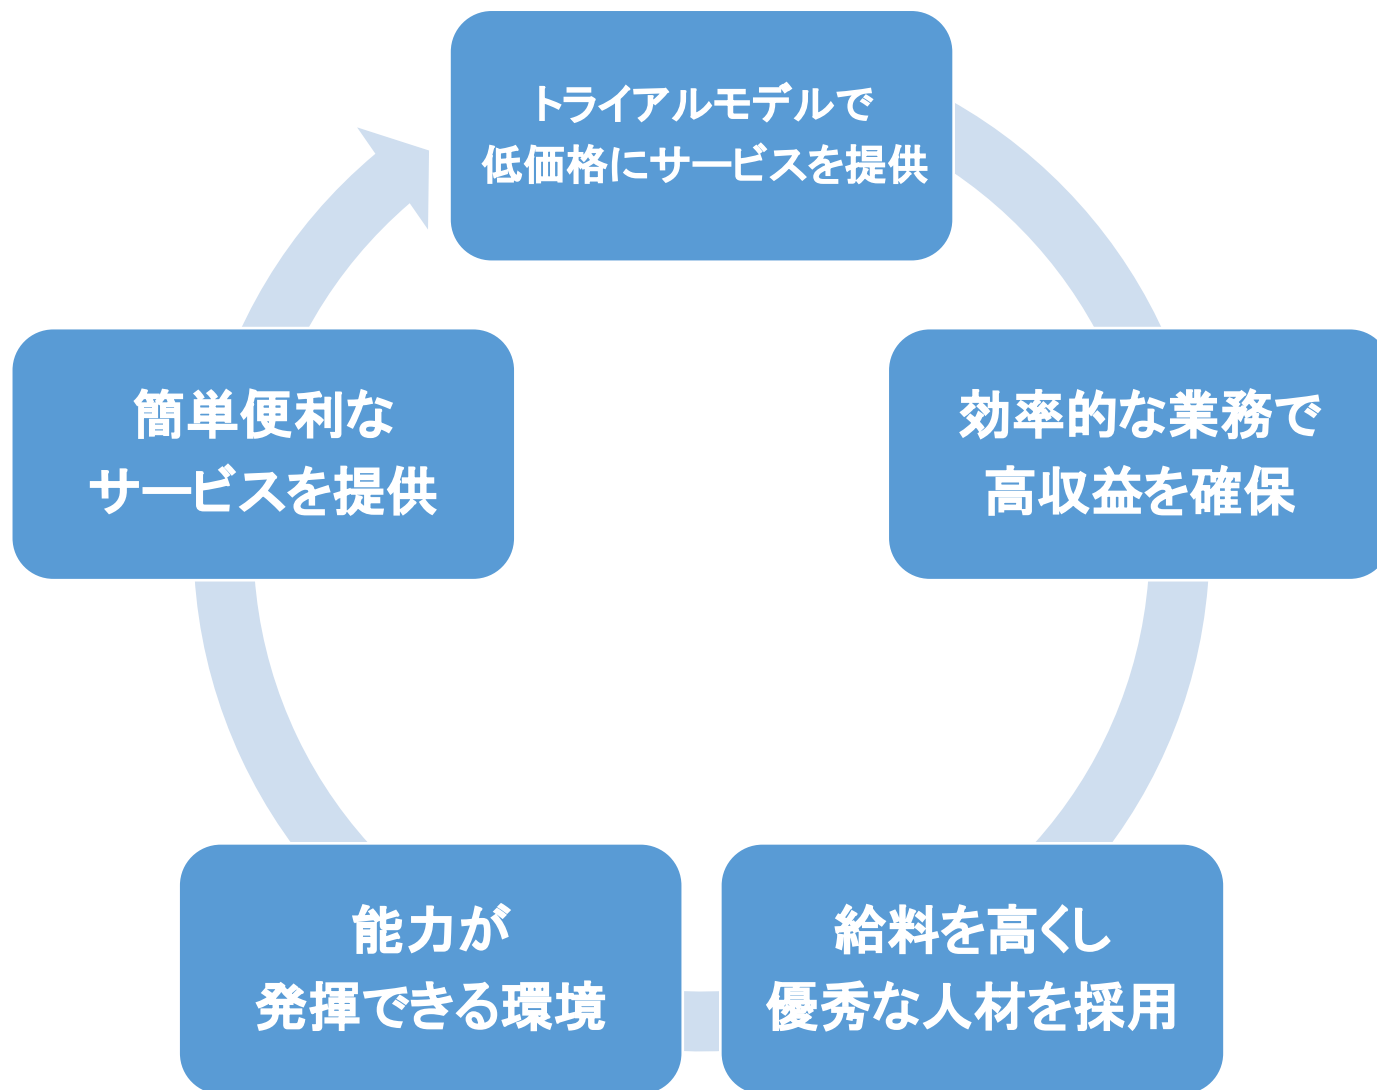 トライアルモデルで
低価格にサービスを提供
効率的な業務で
高収益を確保
給料を高くし
優秀な人材を採用
能力が
発揮できる環境
簡単便利な
サービスを提供